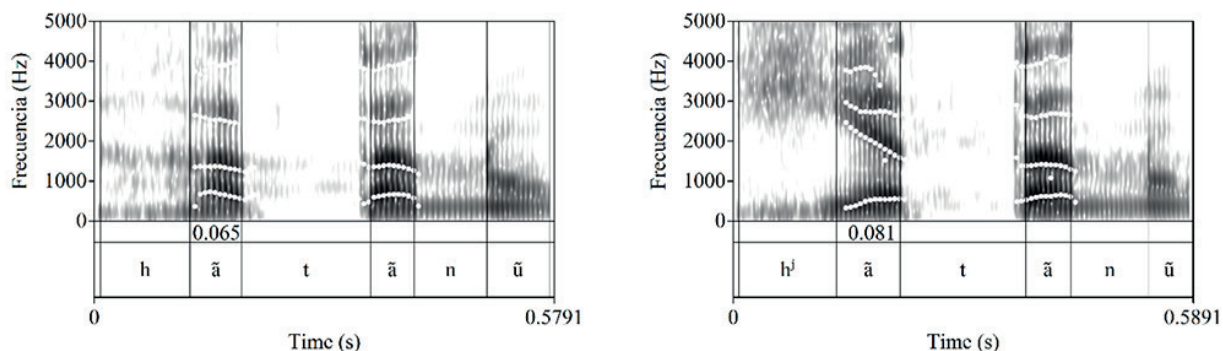 Frecuencia (Hz)
5000
4000
3000
2000
1000
0
0.065
h ã t ã n ũ
0 0.5791
Time (s)
Frecuencia (Hz)
5000
4000
3000
2000
1000
0
0.081
hʲ ã t ã n ũ
0 0.5891
Time (s)